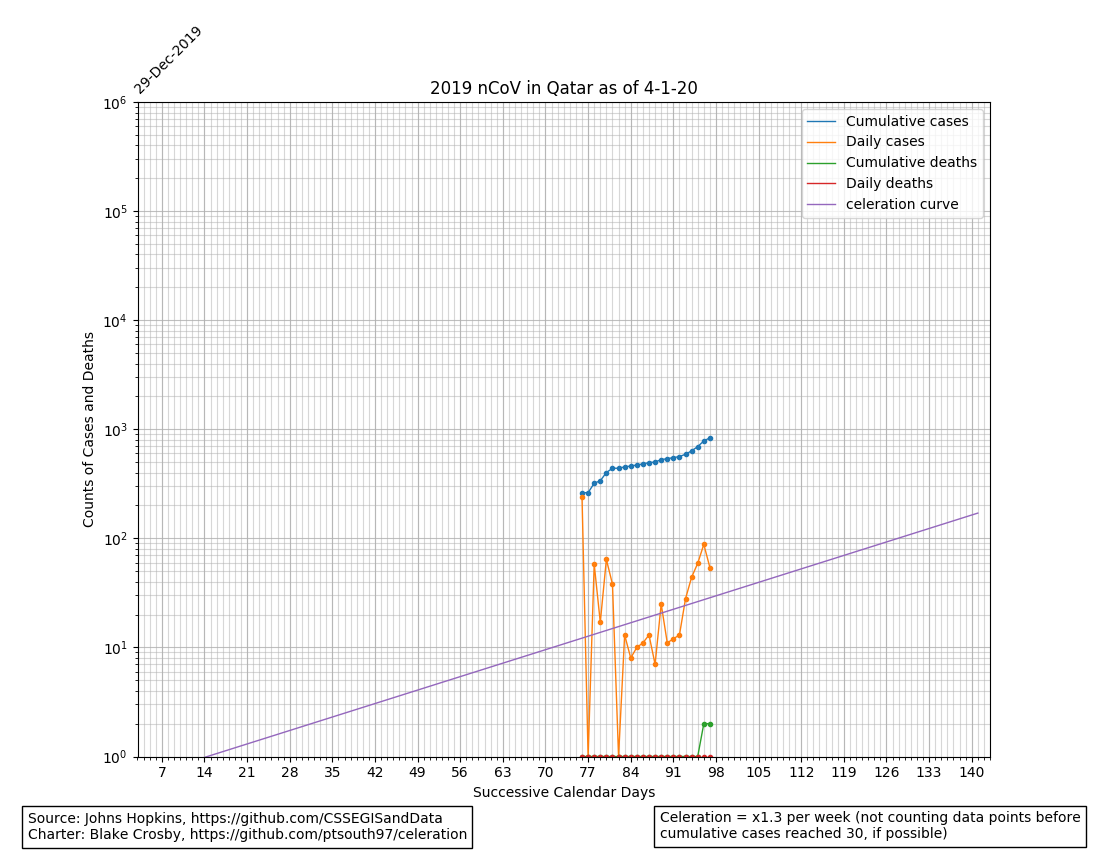 29-Dec-2019
2019 nCoV in Qatar as of 4-1-20
Cumulative cases
Daily cases
Cumulative deaths
Daily deaths
celeration curve
Counts of Cases and Deaths
10^6
10^5
10^4
10^3
10^2
10^1
10^0
7 14 21 28 35 42 49 56 63 70 77 84 91 98 105 112 119 126 133 140
Successive Calendar Days
Source: Johns Hopkins, https://github.com/CSSEGISandData
Charter: Blake Crosby, https://github.com/ptsouth97/celeration
Celeration = x1.3 per week (not counting data points before
cumulative cases reached 30, if possible)